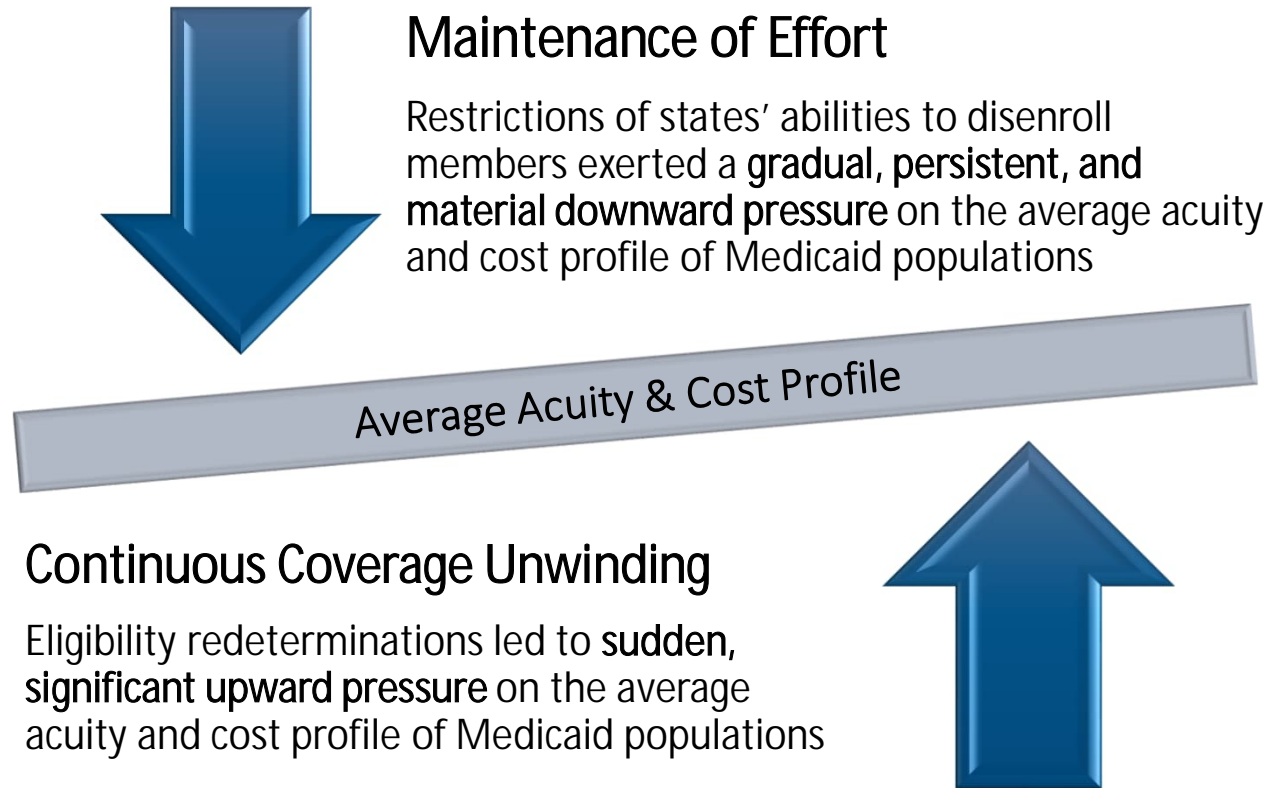 Maintenance of Effort
Restrictions of states’ abilities to disenroll
members exerted a gradual, persistent, and
material downward pressure on the average acuity
and cost profile of Medicaid populations
Average Acuity & Cost Profile
Continuous Coverage Unwinding
Eligibility redeterminations led to sudden,
significant upward pressure on the average
acuity and cost profile of Medicaid populations